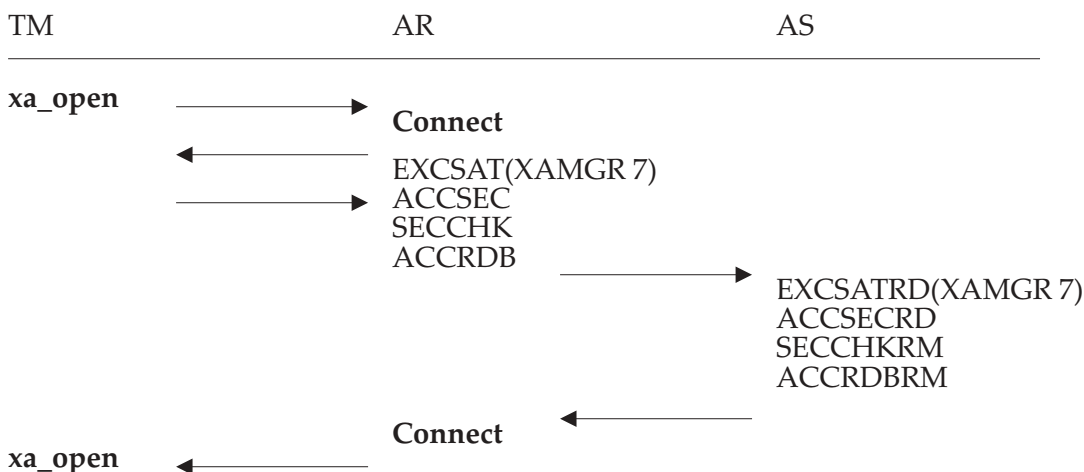 TM AR AS
xa_open
Connect
EXCSAT(XAMGR 7)
ACCSEC
SECCHK
ACCRDB
EXCSATRD(XAMGR 7)
ACCSECRD
SECCHKRM
ACCRDBRM
Connect
xa_open